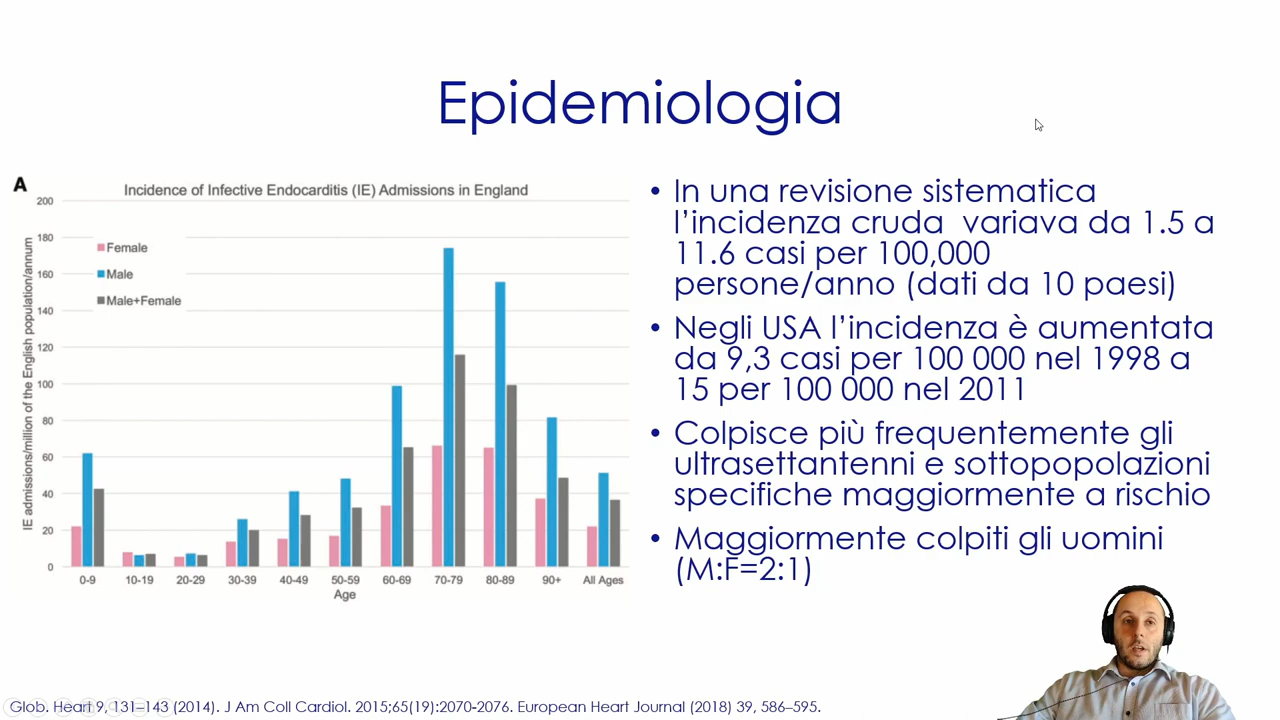 Epidemiologia
A
Incidence of Infective Endocarditis (IE) Admissions in England
IE admissions/million of the English population/annum
200
180
160
140
120
100
80
60
40
20
0
Female
Male
Male+Female
0-9 10-19 20-29 30-39 40-49 50-59 60-69 70-79 80-89 90+ All Ages
Age
• In una revisione sistematica
l’incidenza cruda  variava da 1.5 a
11.6 casi per 100,000
persone/anno (dati da 10 paesi)
• Negli USA l’incidenza è aumentata
da 9,3 casi per 100 000 nel 1998 a
15 per 100 000 nel 2011
• Colpisce più frequentemente gli
ultrasettantenni e sottopopolazioni
specifiche maggiormente a rischio
• Maggiormente colpiti gli uomini
(M:F=2:1)
Glob. Heart 9, 131–143 (2014). J Am Coll Cardiol. 2015;65(19):2070-2076. European Heart Journal (2018) 39, 586–595.